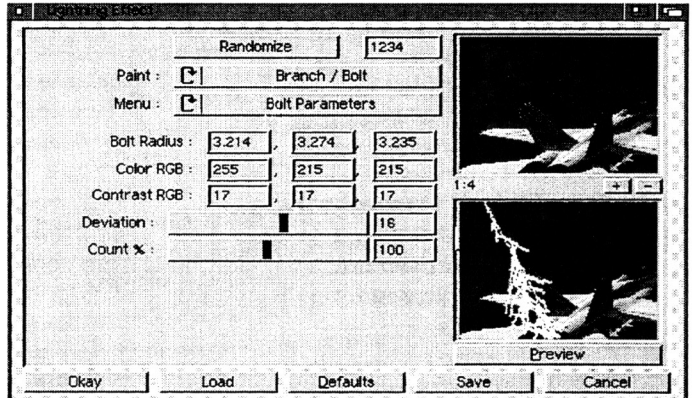 Lightning Effect
Randomize 1234
Paint : Branch / Bolt
Menu : Bolt Parameters
Bolt Radius : 3.214 , 3.274 , 3.235
Color RGB : 255 , 215 , 215
Contrast RGB : 17 , 17 , 17
Deviation : 16
Count % : 100
1:4 + -
Preview
Okay Load Defaults Save Cancel